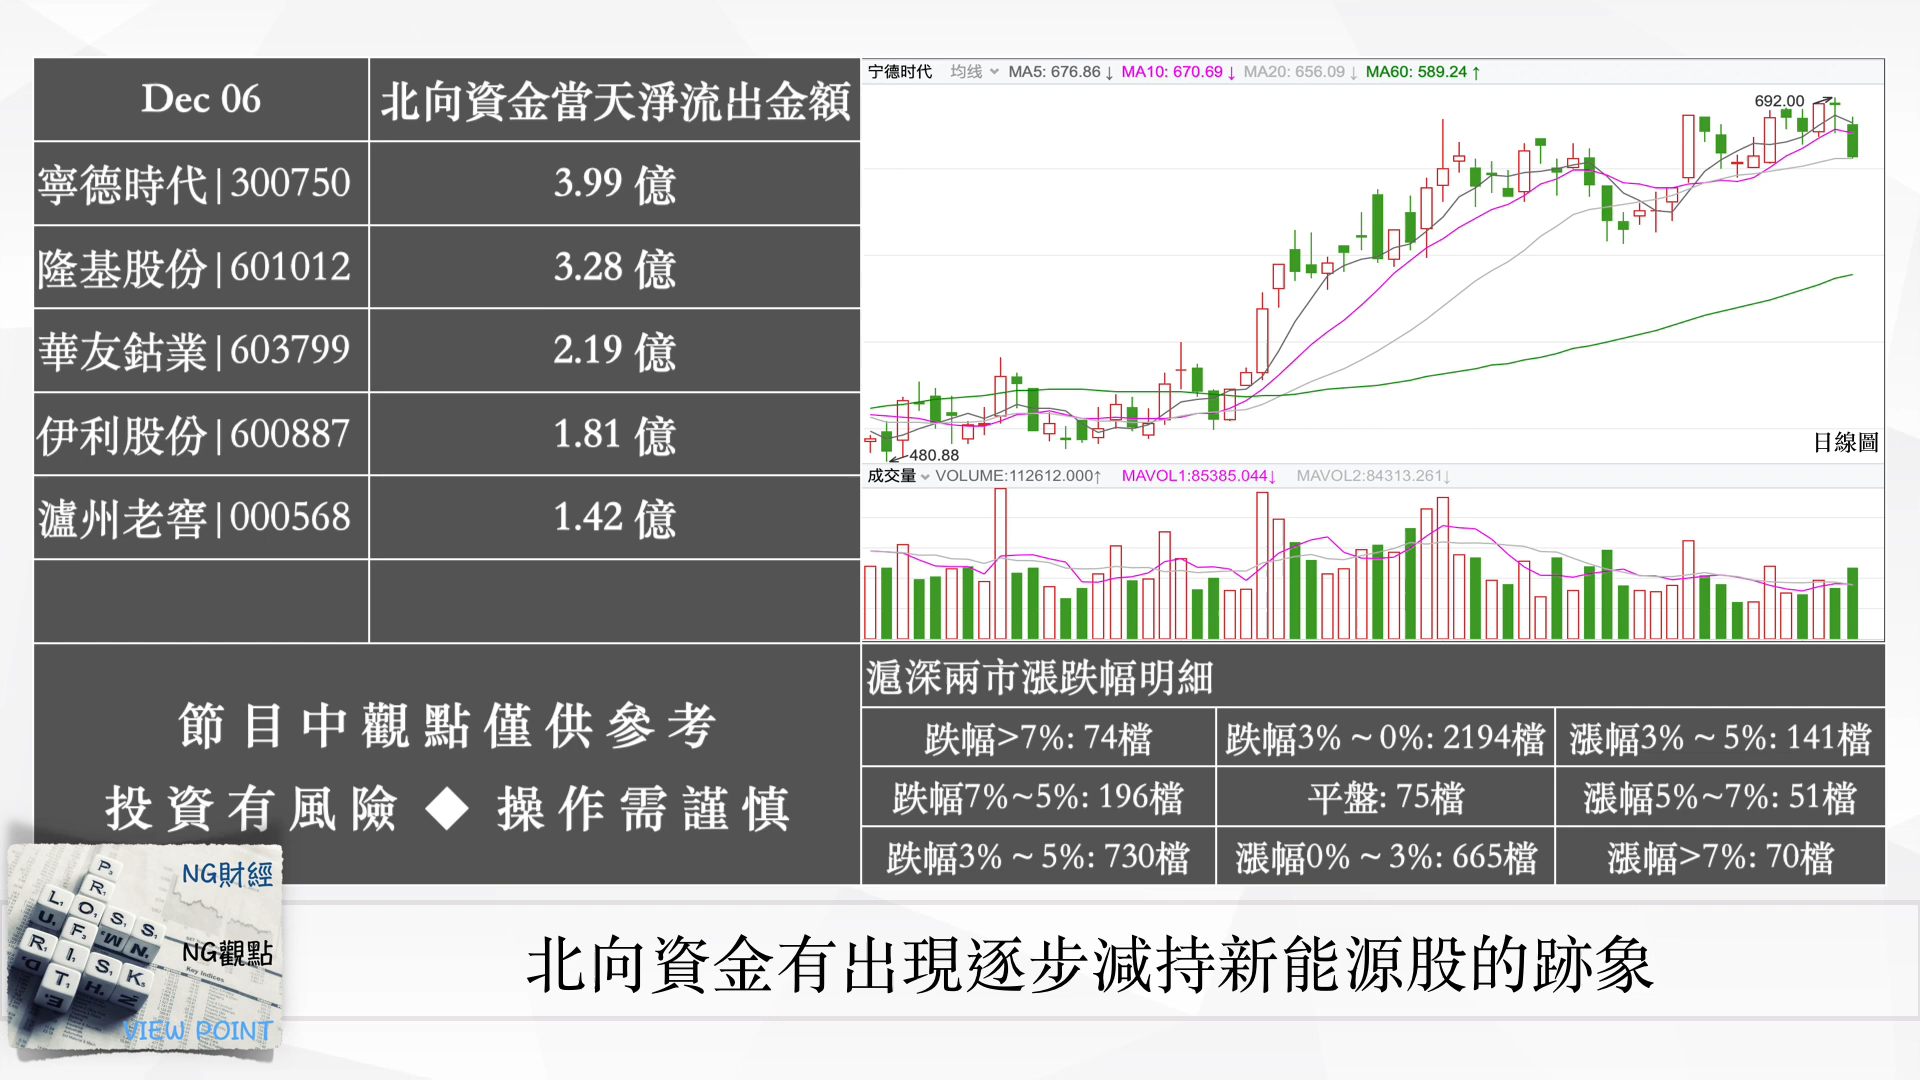 Dec 06
北向資金當天淨流出金額
寧德時代|300750
3.99 億
隆基股份|601012
3.28 億
華友鈷業|603799
2.19 億
伊利股份|600887
1.81 億
瀘州老窖|000568
1.42 億
宁德时代 均线 MA5: 676.86↓ MA10: 670.69↓ MA20: 656.09↓ MA60: 589.24↑
692.00
480.88
日線圖
成交量 VOLUME:112612.000↑ MAVOL1:85385.044↓ MAVOL2:84313.261↓
節目中觀點僅供參考
投資有風險 ◆ 操作需謹慎
滬深兩市漲跌幅明細
跌幅>7%: 74檔
跌幅3% ~ 0%: 2194檔
漲幅3% ~ 5%: 141檔
跌幅7%~5%: 196檔
平盤: 75檔
漲幅5%~7%: 51檔
跌幅3% ~ 5%: 730檔
漲幅0% ~ 3%: 665檔
漲幅>7%: 70檔
NG財經
NG觀點
VIEW POINT
Key Indices
北向資金有出現逐步減持新能源股的跡象